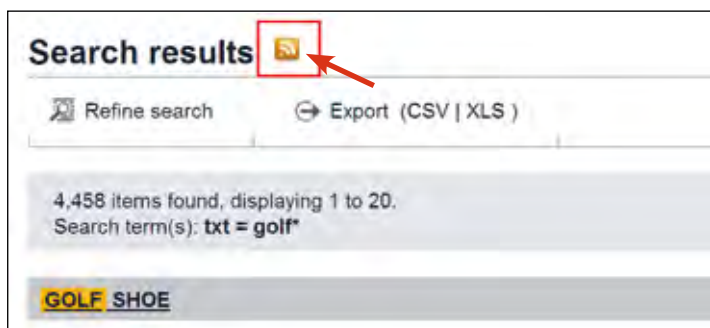 Search results
Refine search
Export (CSV | XLS )
4,458 items found, displaying 1 to 20.
Search term(s): txt = golf*
GOLF SHOE